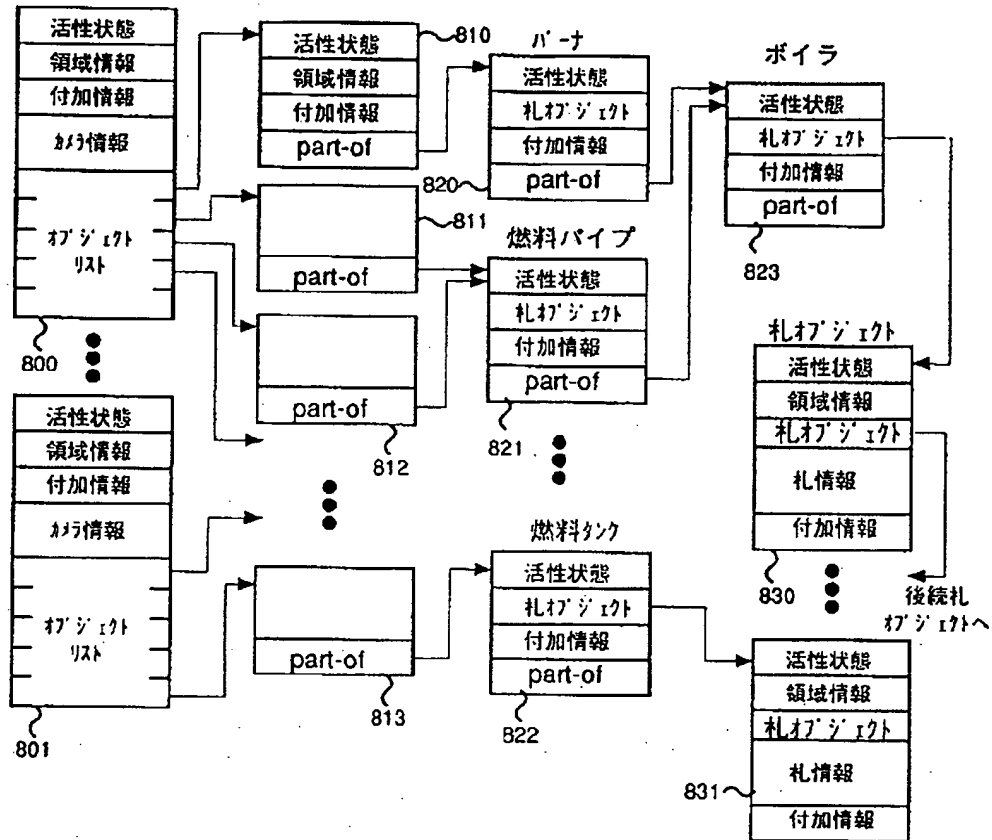 活性状態
領域情報
付加情報
カメラ情報
オブジェクト
リスト
800
活性状態
領域情報
付加情報
part-of
810
part-of
811
part-of
812
バーナ
活性状態
札オブジェクト
付加情報
part-of
820
燃料パイプ
活性状態
札オブジェクト
付加情報
part-of
821
ボイラ
活性状態
札オブジェクト
付加情報
part-of
823
札オブジェクト
活性状態
領域情報
札オブジェクト
札情報
付加情報
830
後続札
オブジェクトへ
活性状態
領域情報
付加情報
カメラ情報
オブジェクト
リスト
801
part-of
813
燃料タンク
活性状態
札オブジェクト
付加情報
part-of
822
活性状態
領域情報
札オブジェクト
札情報
付加情報
831